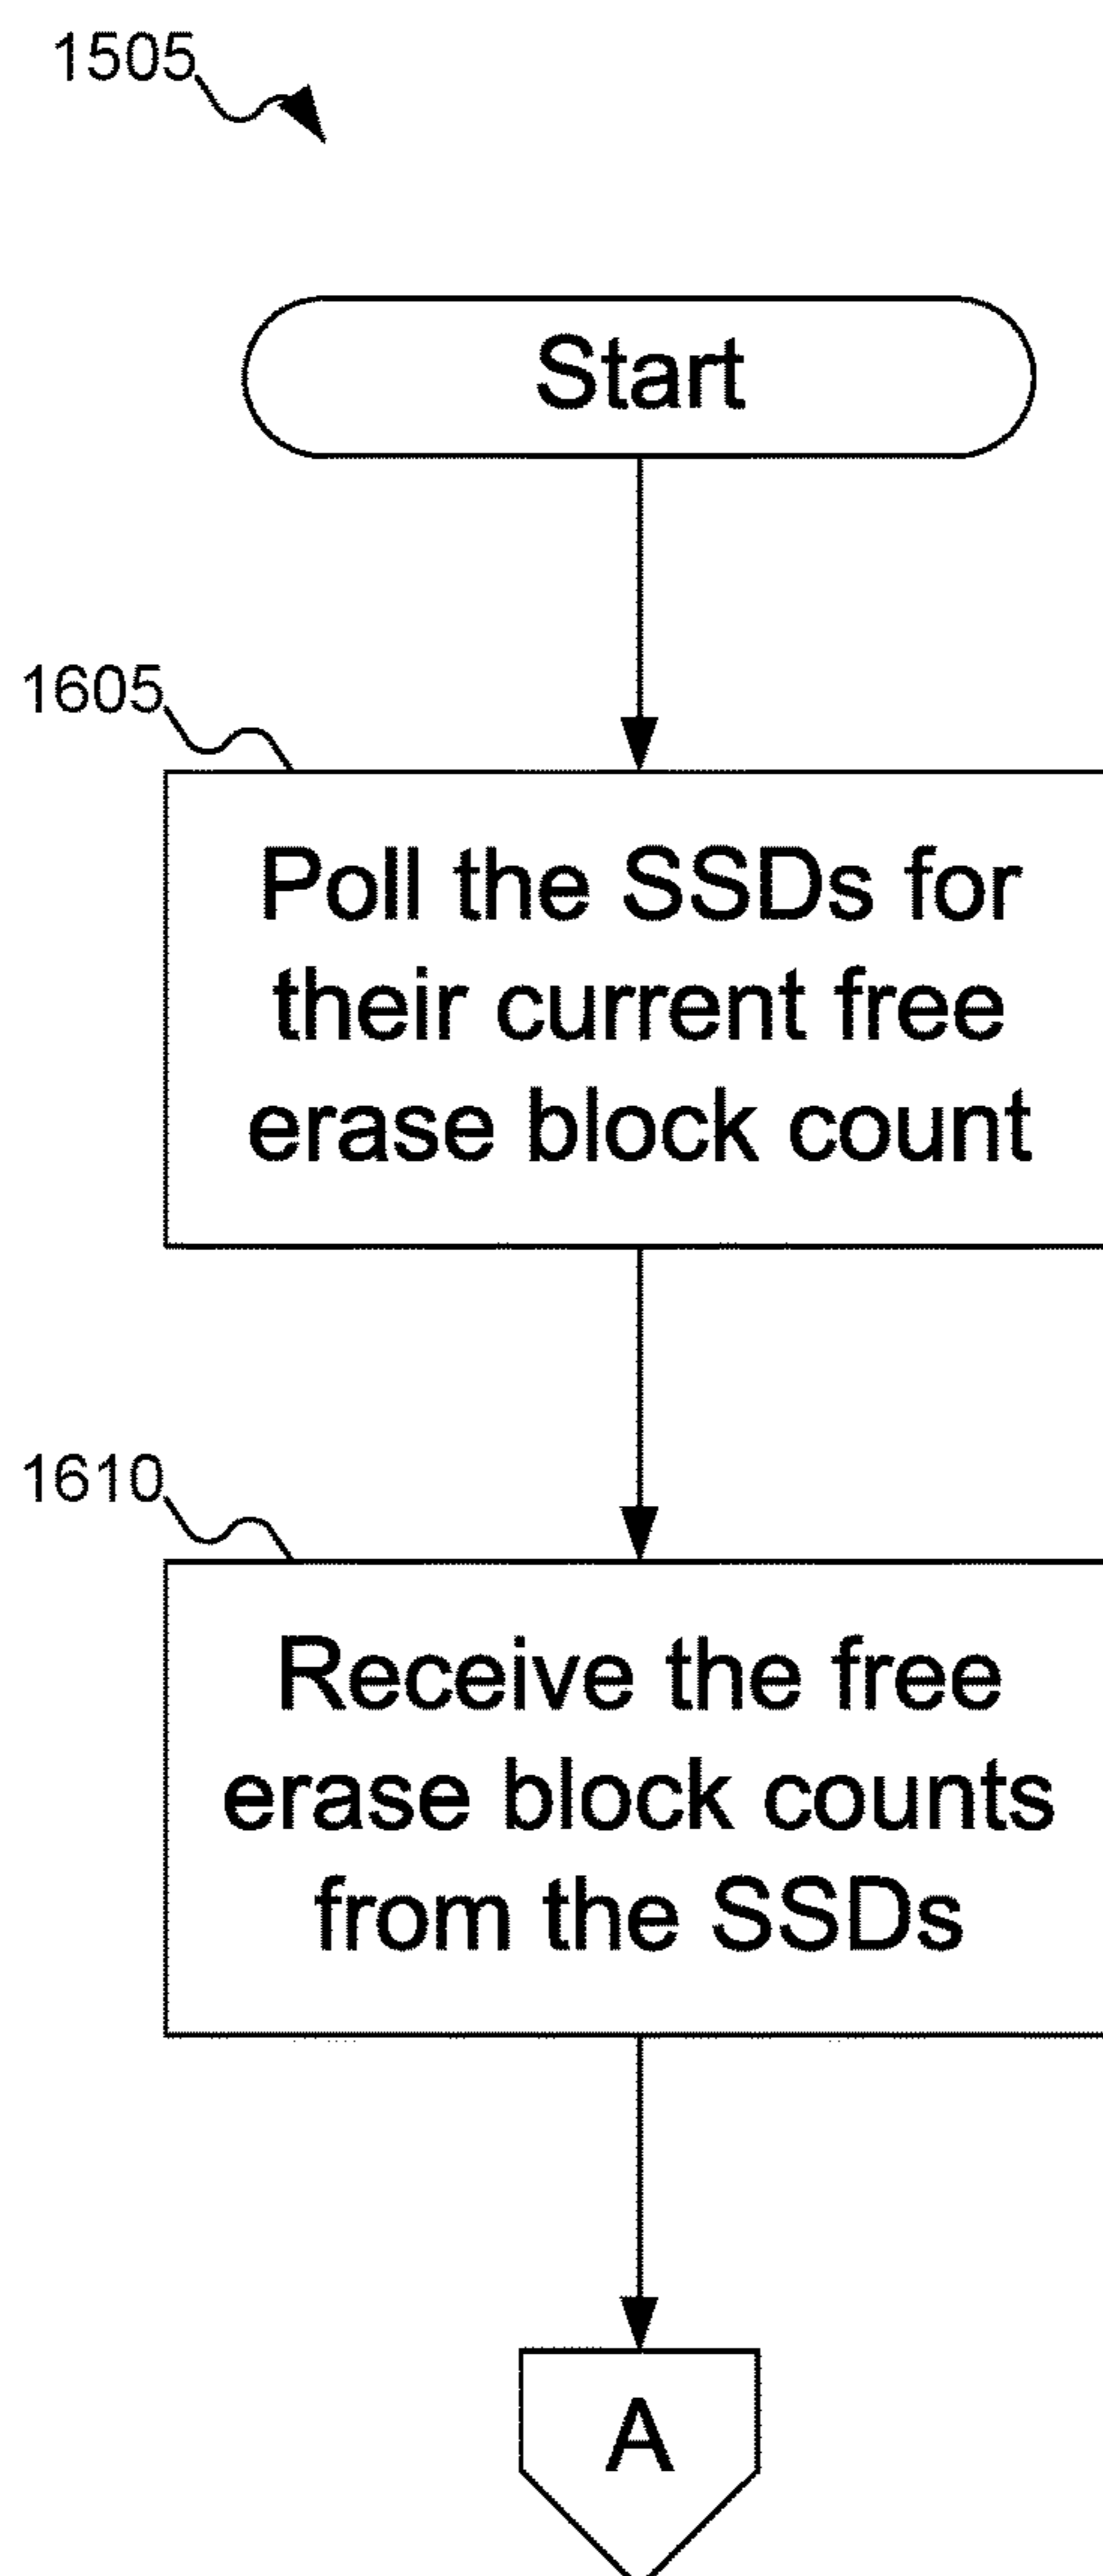 1505
Start
1605
Poll the SSDs for
their current free
erase block count
1610
Receive the free
erase block counts
from the SSDs
A